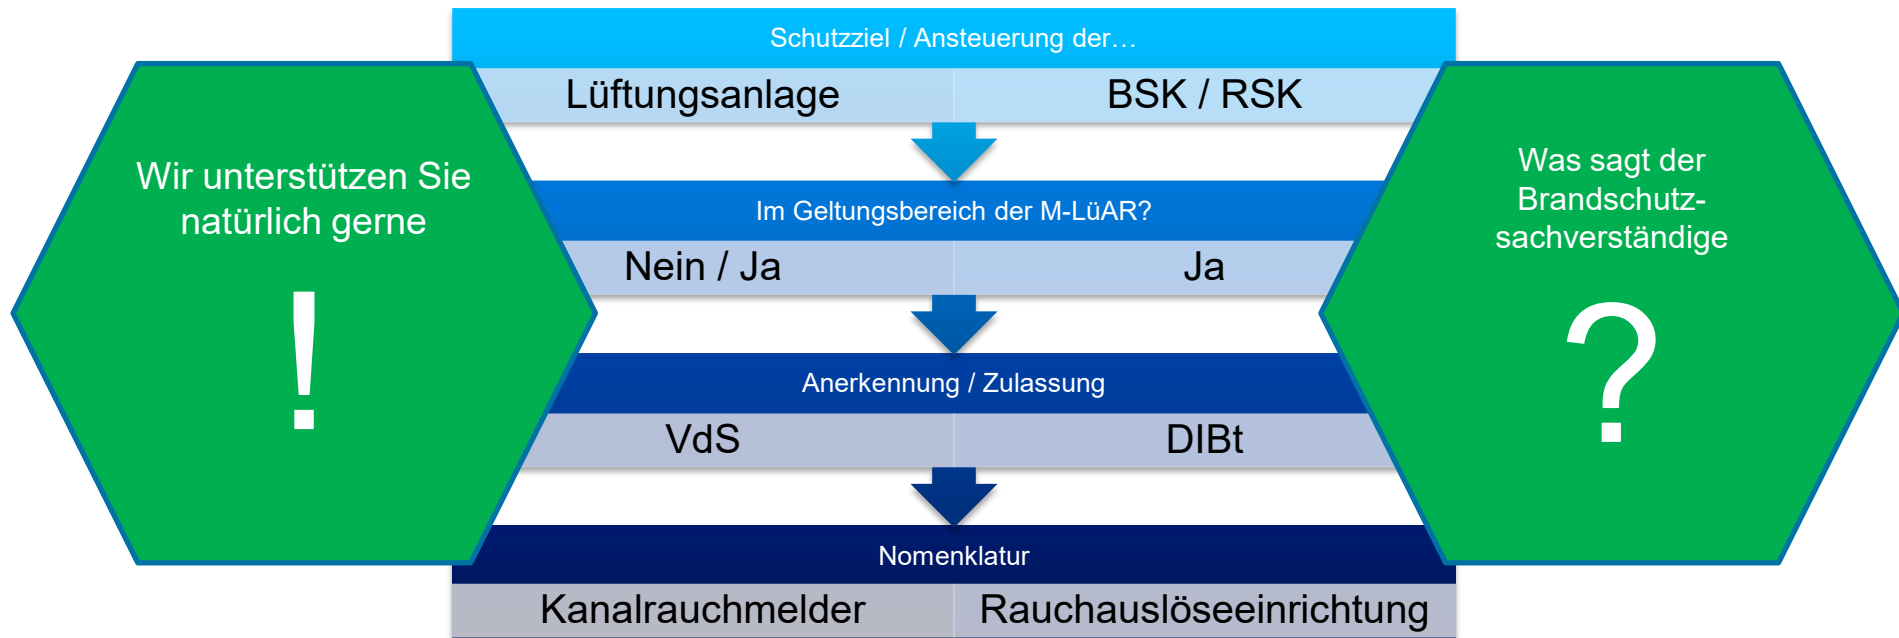 Schutzziel / Ansteuerung der…
Lüftungsanlage
BSK / RSK
Wir unterstützen Sie
natürlich gerne
!
Im Geltungsbereich der M-LüAR?
Nein / Ja
Ja
Anerkennung / Zulassung
VdS
DIBt
Nomenklatur
Kanalrauchmelder
Rauchauslöseeinrichtung
Was sagt der
Brandschutz-
sachverständige
?